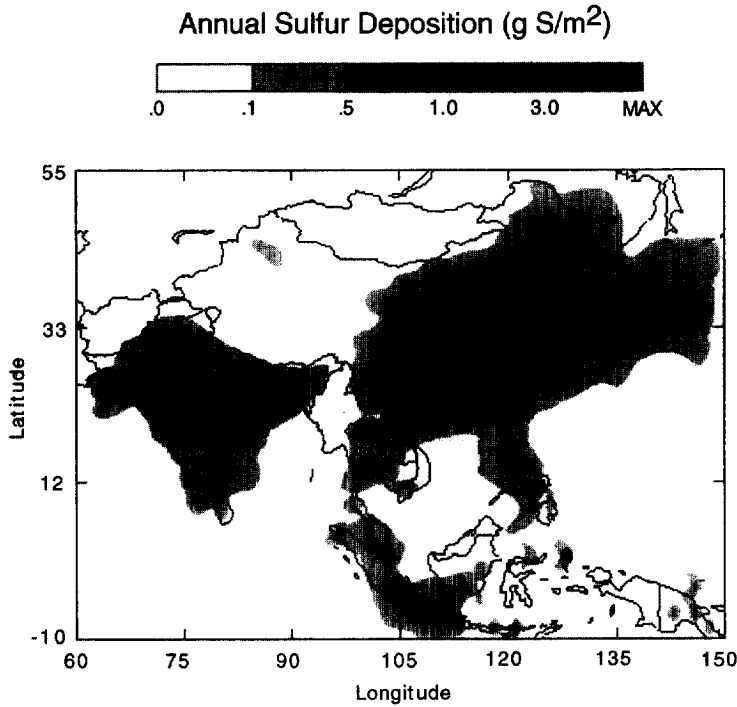 Annual Sulfur Deposition (g S/m2)
.0 .1 .5 1.0 3.0 MAX
55
33
12
-10
Latitude
60 75 90 105 120 135 150
Longitude